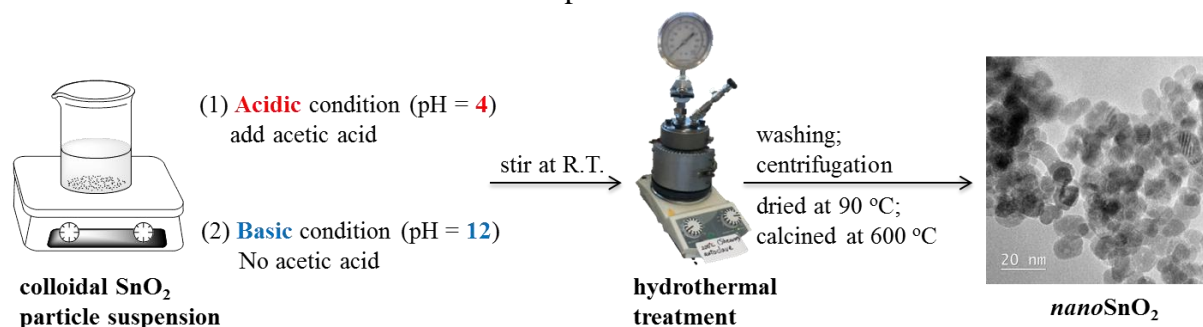 (1) Acidic condition (pH = 4)
add acetic acid
(2) Basic condition (pH = 12)
No acetic acid
colloidal SnO₂
particle suspension
stir at R.T.
hydrothermal
treatment
washing;
centrifugation
dried at 90 °C;
calcined at 600 °C
20 nm
nanoSnO₂